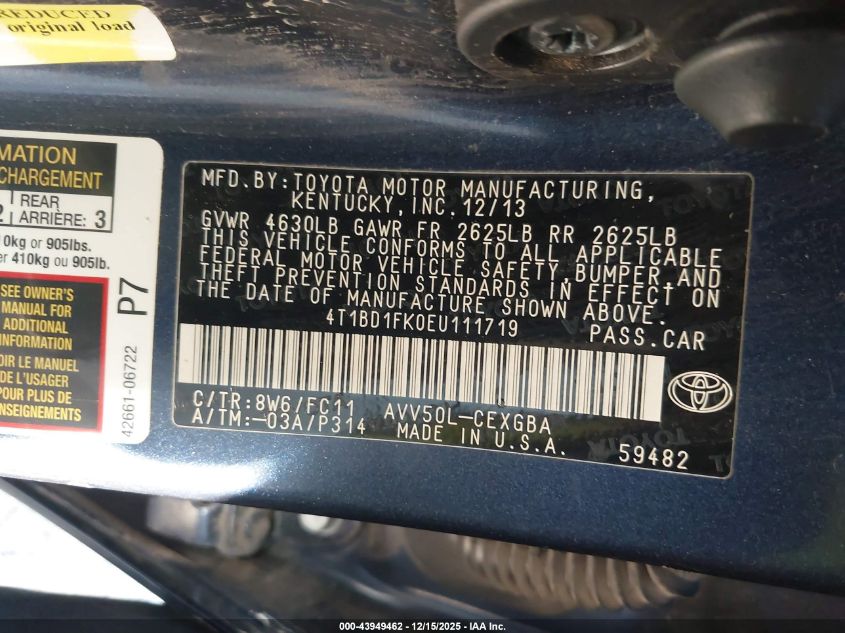 REDUCED
original load
MATION
CHARGEMENT
2 REAR
ARRIÈRE: 3
0kg or 905lbs.
er 410kg ou 905lb.
SEE OWNER'S
MANUAL FOR
ADDITIONAL
INFORMATION
OIR LE MANUEL
DE L'USAGER
POUR PLUS DE
P7
42661-06722
MFD. BY: TOYOTA MOTOR MANUFACTURING,
KENTUCKY, INC. 12/13
GVWR 4630LB GAWR FR 2625LB RR 2625LB
THIS VEHICLE CONFORMS TO ALL APPLICABLE
FEDERAL MOTOR VEHICLE SAFETY, BUMPER, AND
THEFT PREVENTION STANDARDS IN EFFECT ON
THE DATE OF MANUFACTURE SHOWN ABOVE.
4T1BD1FK0EU111719 PASS.CAR
C/TR:8W6/FC11 AVV50L-CEXGBA
A/TM:-03A/P314 MADE IN U.S.A. 59482
000-43949462 - 12/15/2025 - IAA Inc.